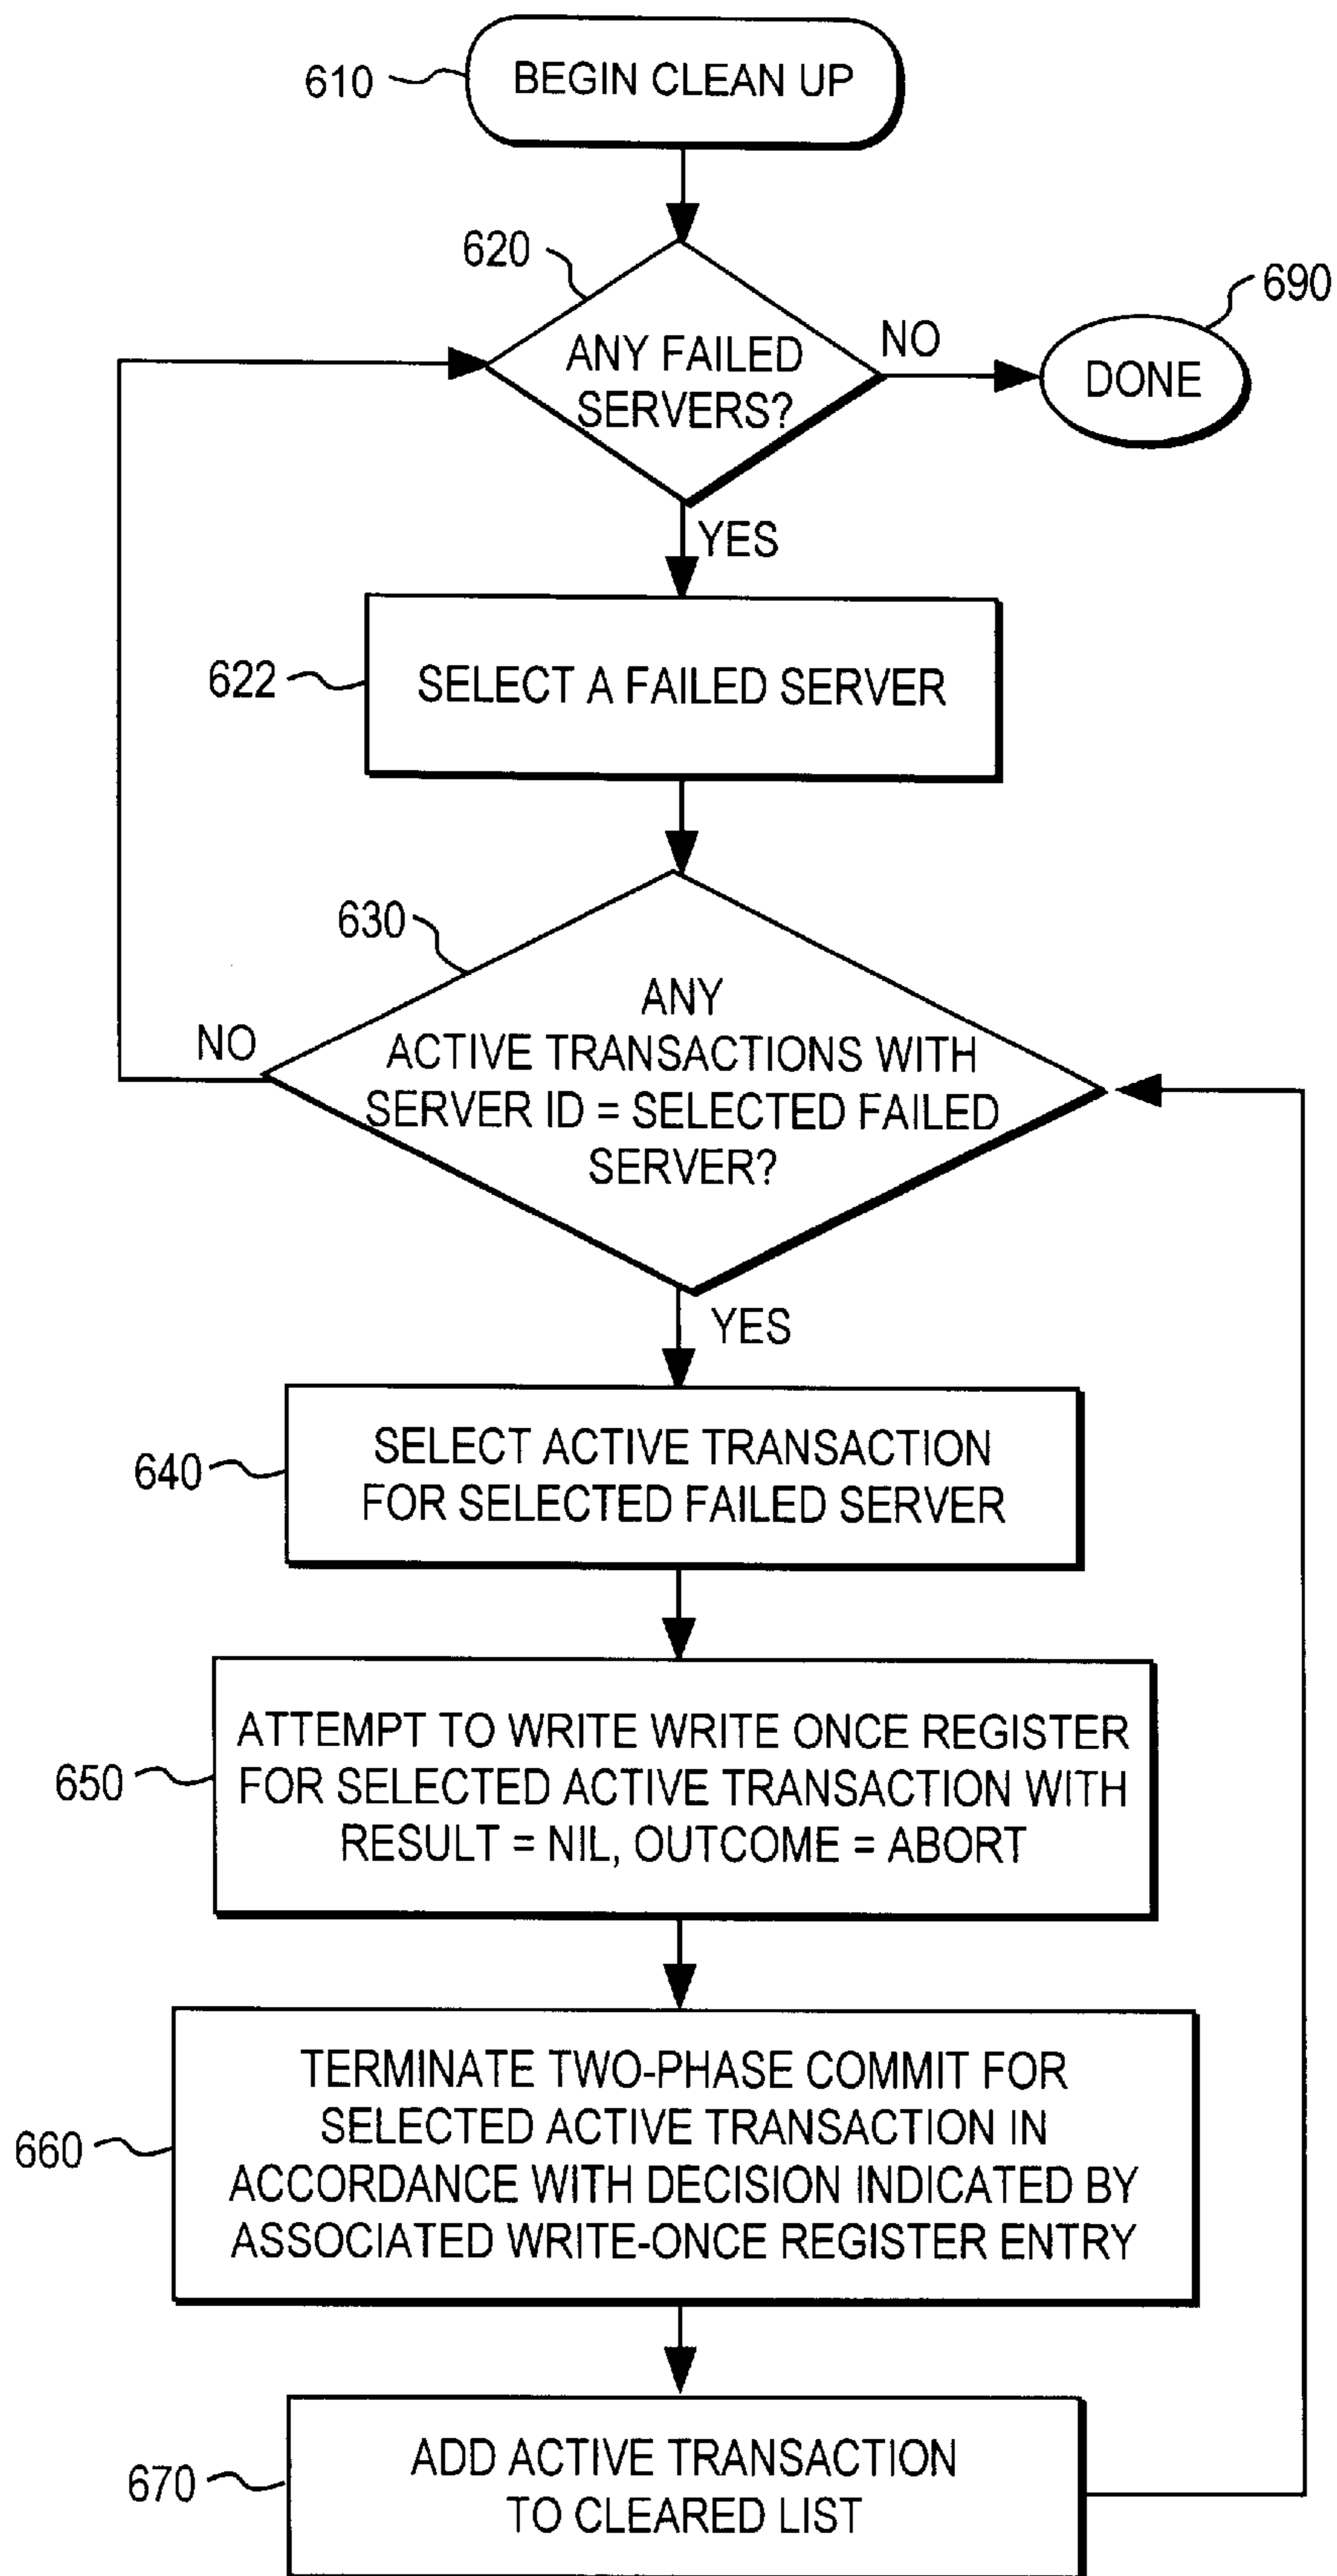 610
BEGIN CLEAN UP
620
690
ANY FAILED
SERVERS?
NO
DONE
YES
622
SELECT A FAILED SERVER
630
ANY
ACTIVE TRANSACTIONS WITH
SERVER ID = SELECTED FAILED
SERVER?
NO
YES
640
SELECT ACTIVE TRANSACTION
FOR SELECTED FAILED SERVER
650
ATTEMPT TO WRITE WRITE ONCE REGISTER
FOR SELECTED ACTIVE TRANSACTION WITH
RESULT = NIL, OUTCOME = ABORT
660
TERMINATE TWO-PHASE COMMIT FOR
SELECTED ACTIVE TRANSACTION IN
ACCORDANCE WITH DECISION INDICATED BY
ASSOCIATED WRITE-ONCE REGISTER ENTRY
670
ADD ACTIVE TRANSACTION
TO CLEARED LIST